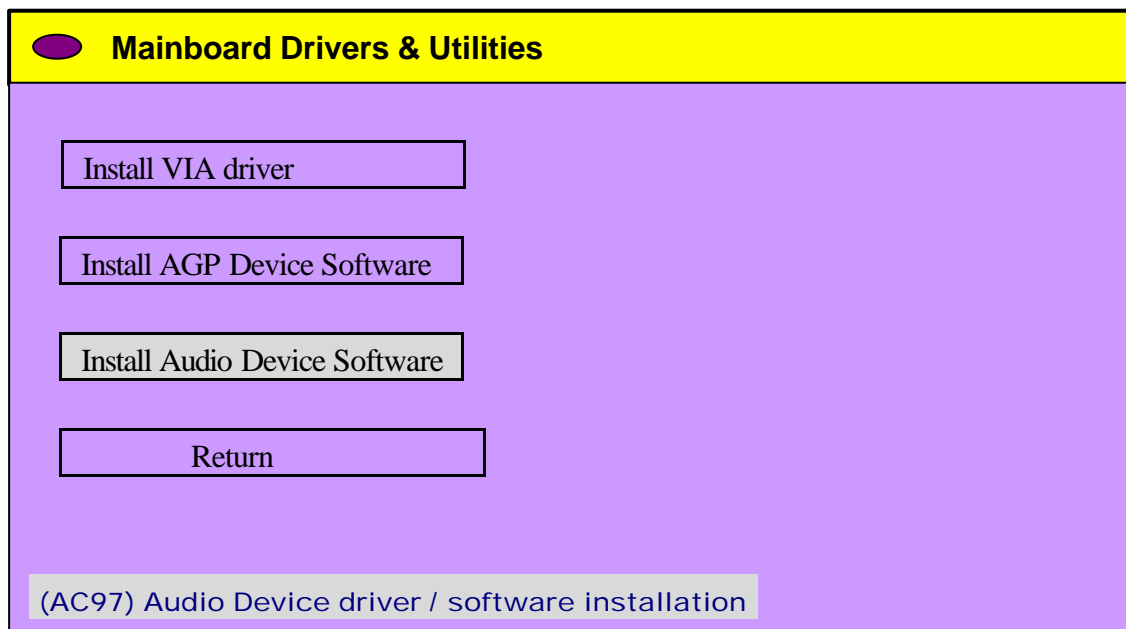 Mainboard Drivers & Utilities
Install VIA driver
Install AGP Device Software
Install Audio Device Software
Return
(AC97) Audio Device driver / software installation